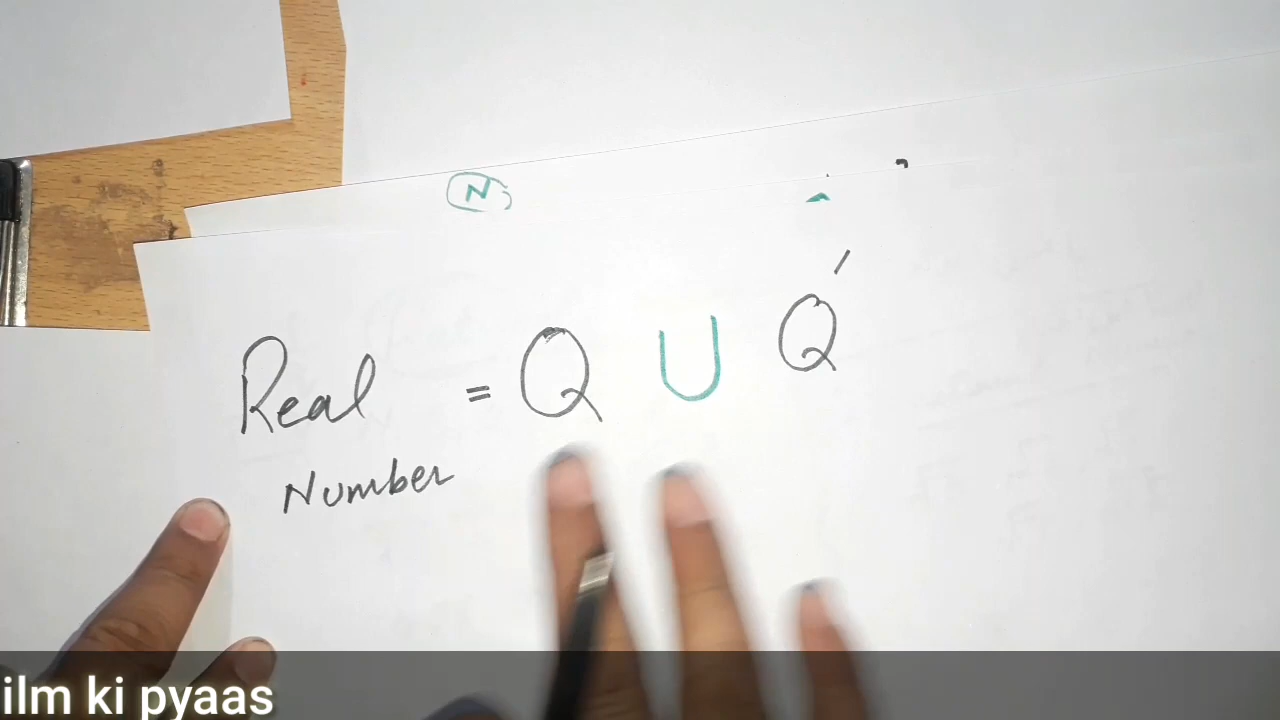 N
Real = Q U Q′
Number
ilm ki pyaas